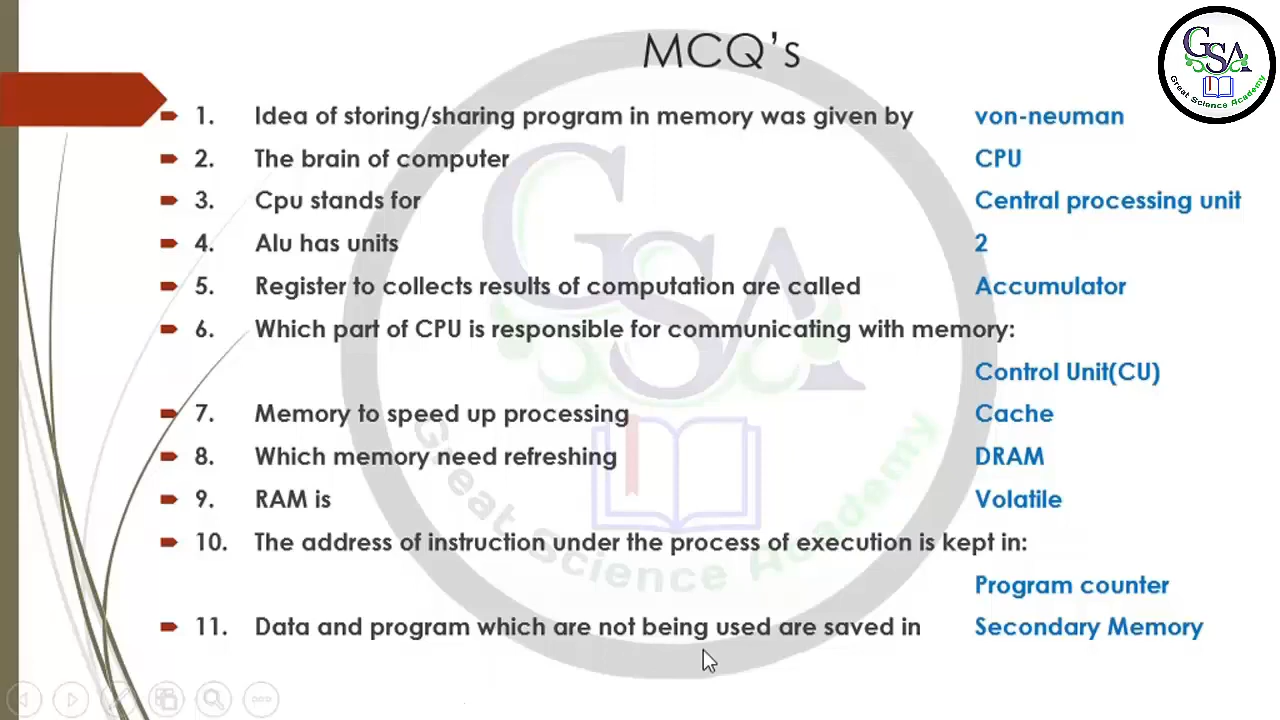 MCQ's
GSA
Great Science Academy
1. Idea of storing/sharing program in memory was given by von-neuman
2. The brain of computer CPU
3. Cpu stands for Central processing unit
4. Alu has units 2
5. Register to collects results of computation are called Accumulator
6. Which part of CPU is responsible for communicating with memory:
Control Unit(CU)
7. Memory to speed up processing Cache
8. Which memory need refreshing DRAM
9. RAM is Volatile
10. The address of instruction under the process of execution is kept in:
Program counter
11. Data and program which are not being used are saved in Secondary Memory
GSA
Great Science Academy